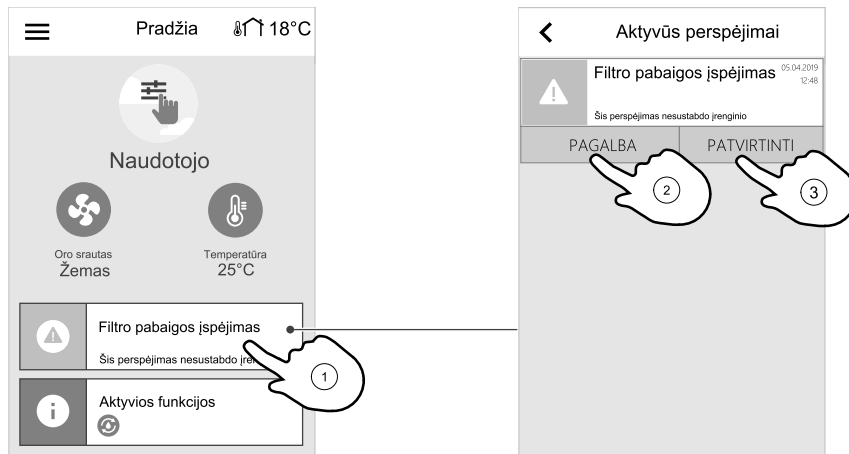 Pradžia
18°C
Naudotojo
Oro srautas
Žemas
Temperatūra
25°C
Filtro pabaigos įspėjimas
Šis perspėjimas nesustabdo
Aktyvios funkcijos
1
Aktyvūs perspėjimai
Filtro pabaigos įspėjimas
05.04.2019
12:48
Šis perspėjimas nesustabdo įrenginio
PAGALBA
PATVIRTINTI
2
3